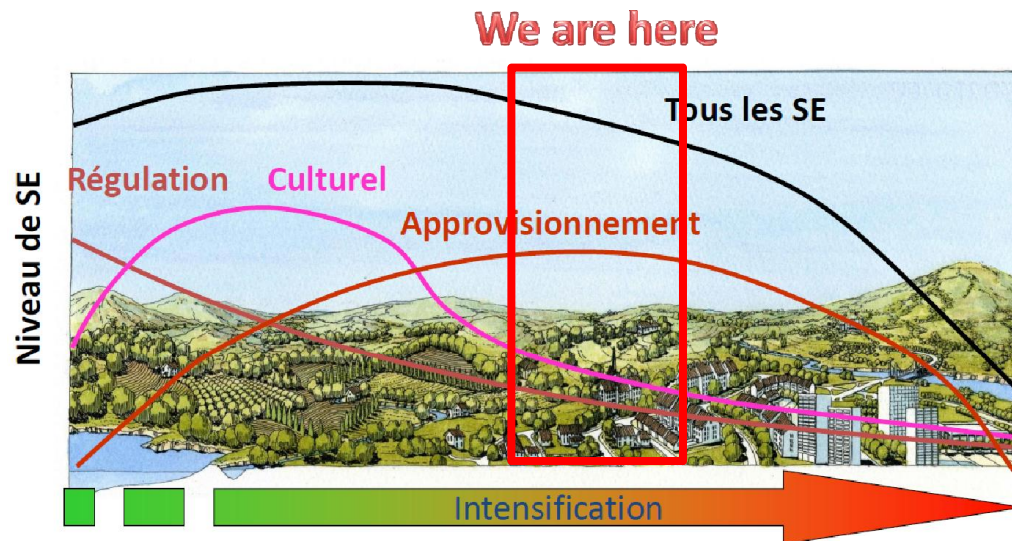 We are here
Tous les SE
Régulation Culturel
Approvisionnement
Niveau de SE
Intensification